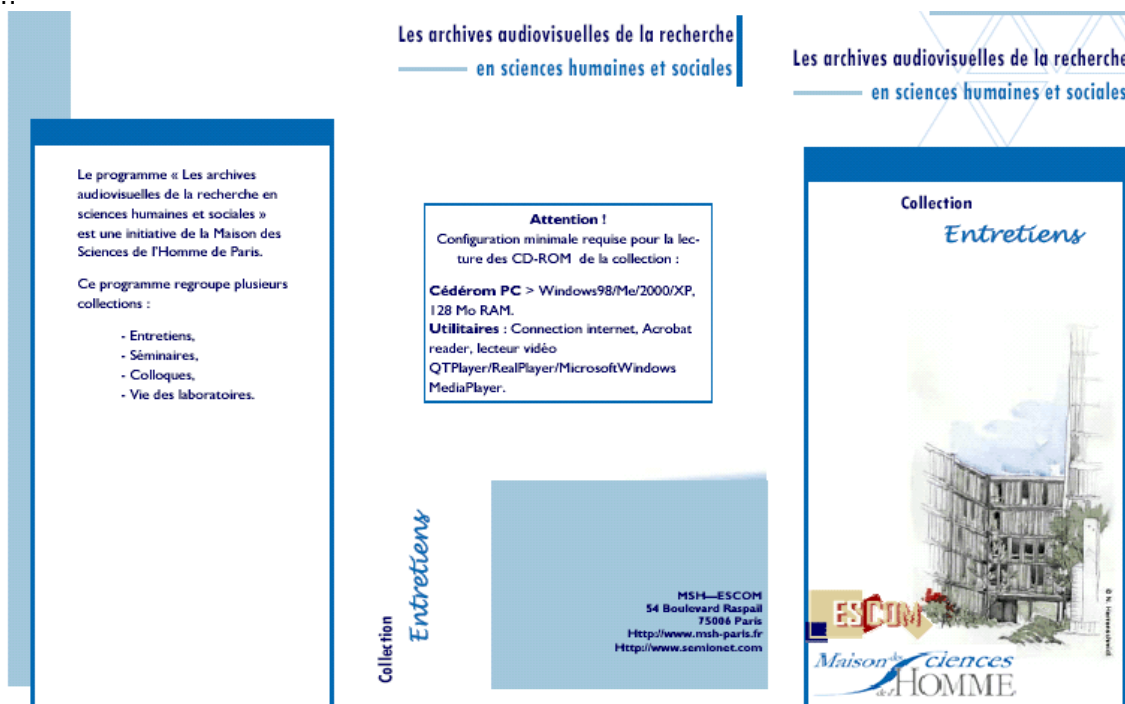 ..
Le programme « Les archives
audiovisuelles de la recherche en
sciences humaines et sociales »
est une initiative de la Maison des
Sciences de l'Homme de Paris.
Ce programme regroupe plusieurs
collections :
- Entretiens,
- Séminaires,
- Colloques,
- Vie des laboratoires.
Les archives audiovisuelles de la recherche
en sciences humaines et sociales
Attention !
Configuration minimale requise pour la lec-
ture des CD-ROM de la collection :
Cédérom PC > Windows98/Me/2000/XP,
128 Mo RAM.
Utilitaires : Connection internet, Acrobat
reader, lecteur vidéo
QTPlayer/RealPlayer/MicrosoftWindows
MediaPlayer.
Collection
Entretiens
MSH—ESCOM
54 Boulevard Raspail
75006 Paris
Http://www.msh-paris.fr
Http://www.semionet.com
Les archives audiovisuelles de la recherche
en sciences humaines et sociales
Collection
Entretiens
ESCOM
Maison des Sciences
de l'HOMME